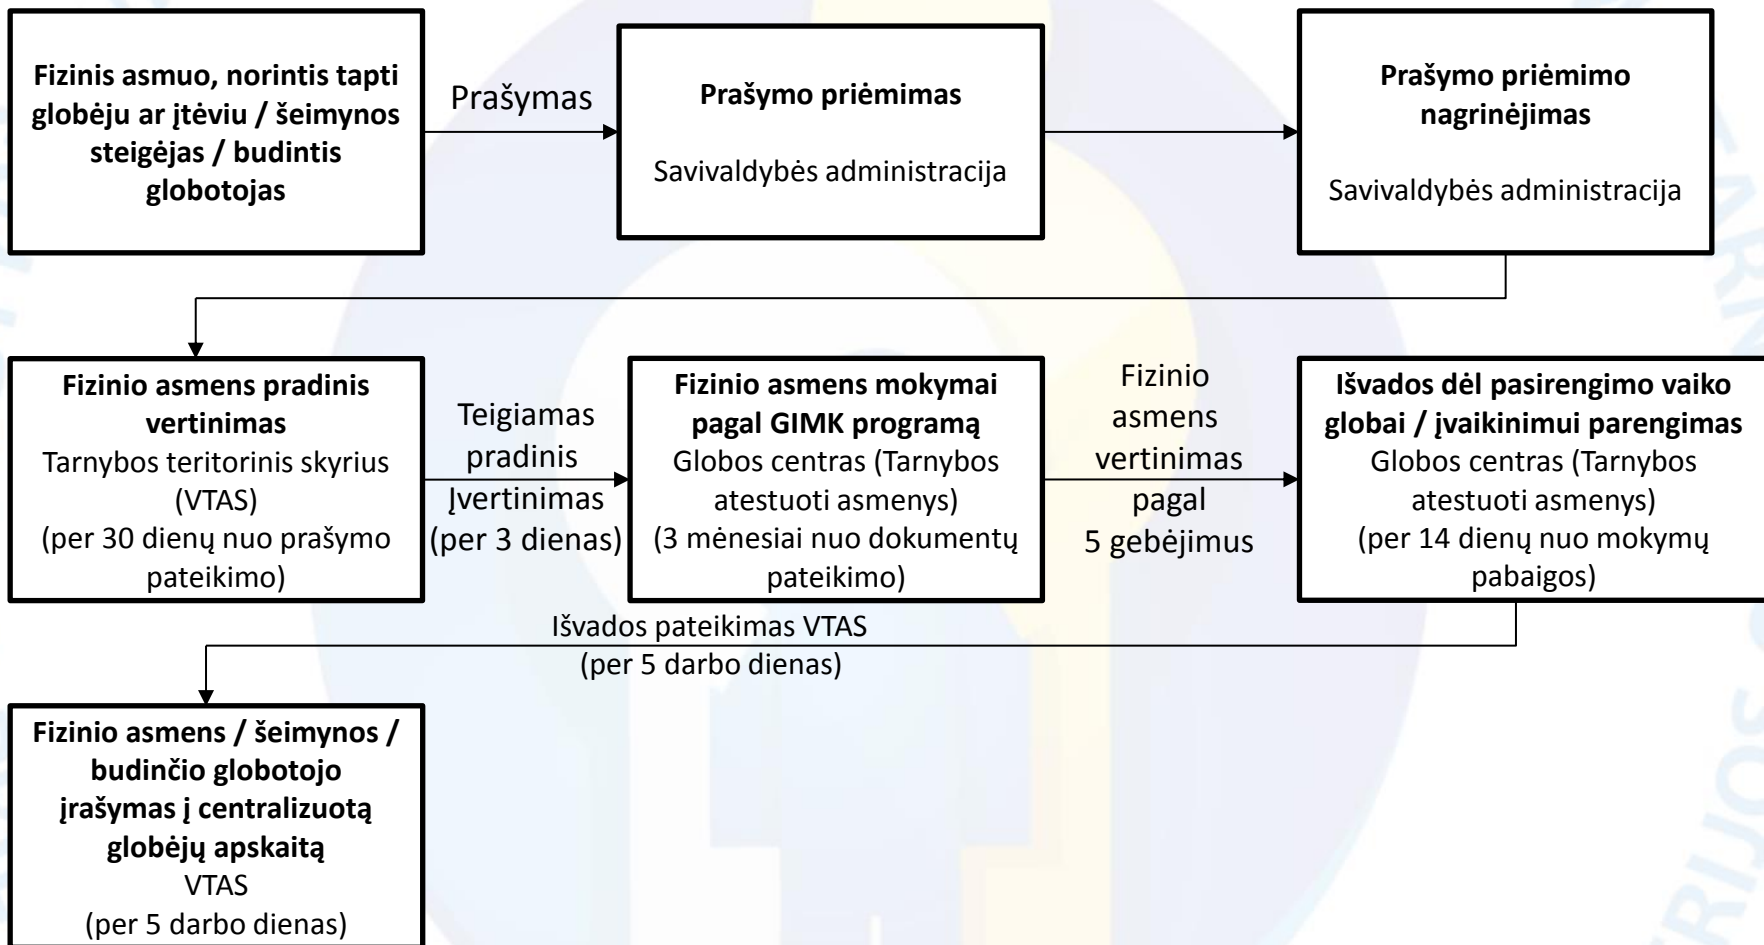 Fizinis asmuo, norintis tapti
globėju ar įtėviu / šeimynos
steigėjas / budintis
globotojas
Prašymas
Prašymo priėmimas
Savivaldybės administracija
Prašymo priėmimo
nagrinėjimas
Savivaldybės administracija
Fizinio asmens pradinis
vertinimas
Tarnybos teritorinis skyrius
(VTAS)
(per 30 dienų nuo prašymo
pateikimo)
Teigiamas
pradinis
Įvertinimas
(per 3 dienas)
Fizinio asmens mokymai
pagal GIMK programą
Globos centras (Tarnybos
atestuoti asmenys)
(3 mėnesiai nuo dokumentų
pateikimo)
Fizinio
asmens
vertinimas
pagal
5 gebėjimus
Išvados dėl pasirengimo vaiko
globai / įvaikinimui parengimas
Globos centras (Tarnybos
atestuoti asmenys)
(per 14 dienų nuo mokymų
pabaigos)
Išvados pateikimas VTAS
(per 5 darbo dienas)
Fizinio asmens / šeimynos /
budinčio globotojo
įrašymas į centralizuotą
globėjų apskaitą
VTAS
(per 5 darbo dienas)